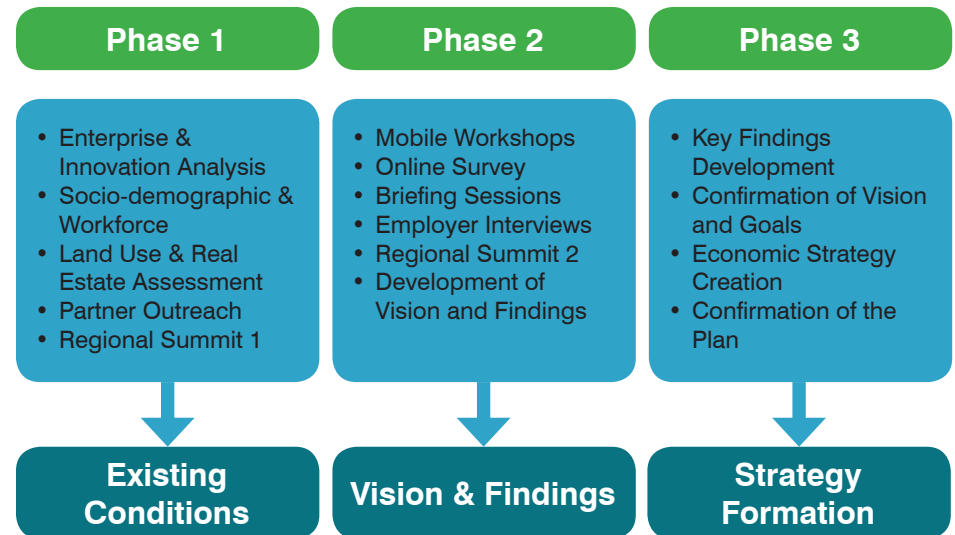 Phase 1
Phase 2
Phase 3
• Enterprise &
Innovation Analysis
• Socio-demographic &
Workforce
• Land Use & Real
Estate Assessment
• Partner Outreach
• Regional Summit 1
• Mobile Workshops
• Online Survey
• Briefing Sessions
• Employer Interviews
• Regional Summit 2
• Development of
Vision and Findings
• Key Findings
Development
• Confirmation of Vision
and Goals
• Economic Strategy
Creation
• Confirmation of the
Plan
Existing
Conditions
Vision & Findings
Strategy
Formation